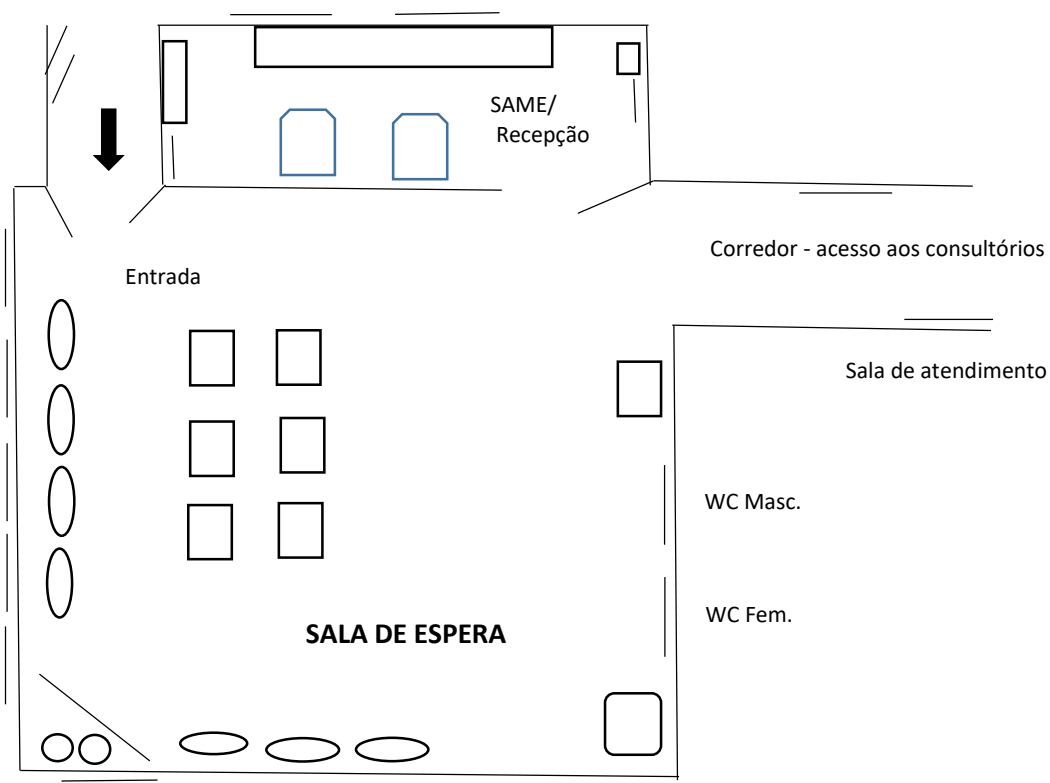 SAME/
Recepção
Corredor - acesso aos consultórios
Entrada
Sala de atendimento
WC Masc.
WC Fem.
SALA DE ESPERA